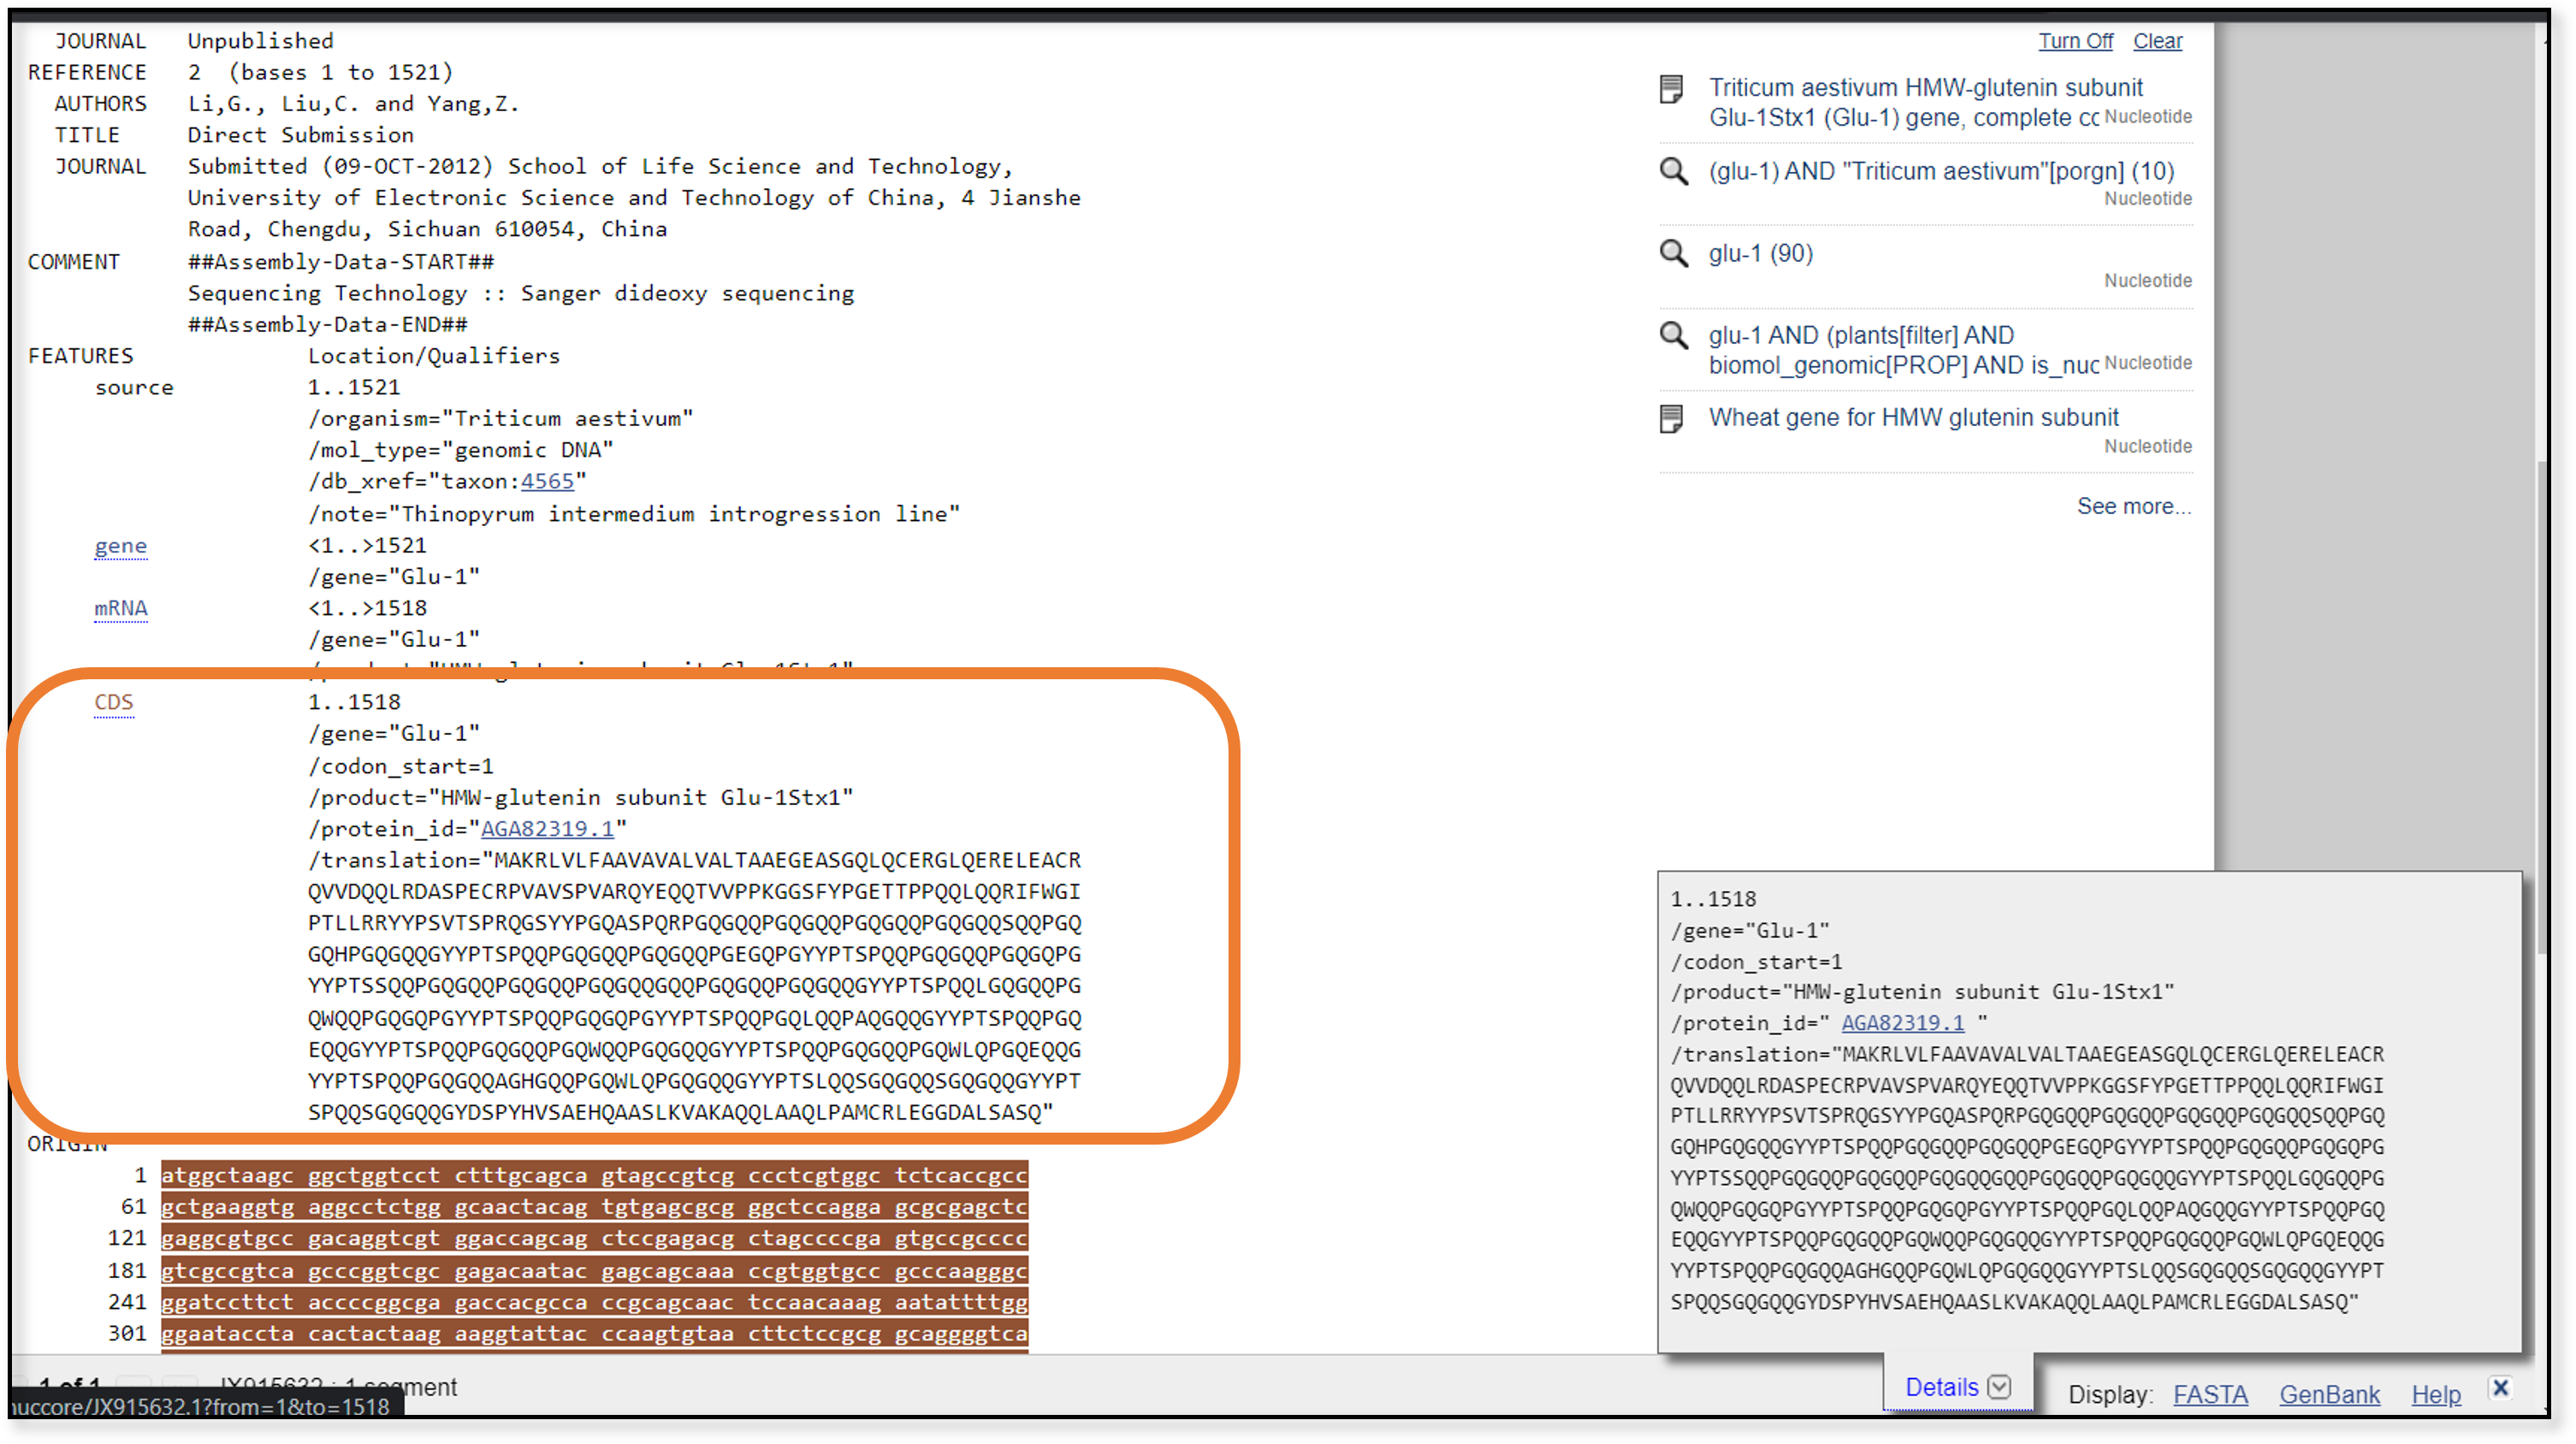 JOURNAL Unpublished
REFERENCE 2 (bases 1 to 1521)
AUTHORS Li,G., Liu,C. and Yang,Z.
TITLE Direct Submission
JOURNAL Submitted (09-OCT-2012) School of Life Science and Technology,
University of Electronic Science and Technology of China, 4 Jianshe
Road, Chengdu, Sichuan 610054, China
COMMENT ##Assembly-Data-START##
Sequencing Technology :: Sanger dideoxy sequencing
##Assembly-Data-END##
FEATURES Location/Qualifiers
source 1..1521
/organism="Triticum aestivum"
/mol_type="genomic DNA"
/db_xref="taxon:4565"
/note="Thinopyrum intermedium introgression line"
gene <1..>1521
/gene="Glu-1"
mRNA <1..>1518
/gene="Glu-1"
/product="HMW-glutenin subunit Glu-1Stx1"
CDS 1..1518
/gene="Glu-1"
/codon_start=1
/product="HMW-glutenin subunit Glu-1Stx1"
/protein_id="AGA82319.1"
/translation="MAKRLVLFAAVAVALVALTAAEGEASGQLQCERGLQERELEACR
QVVDQQLRDASPECRPVAVSPVARQYEQQTVVPPKGGSFYPGETTPPQQLQQRIFWGI
PTLLRRYYPSVTSPRQGSYYPGQASPQRPGQGQQPGQGQQPGQGQQPGQGQQSQQPGQ
GQHPGQGQQGYYPTSPQQPGQGQQPGQGQQPGEGQPGYYPTSPQQPGQGQQPGQGQPG
YYPTSSQQPGQGQQPGQGQQPGQGQQGQQPGQGQQPGQGQQGYYPTSPQQLGQGQQPG
QWQQPGQGQPGYYPTSPQQPGQGQPGYYPTSPQQPGQLQQPAQGQQGYYPTSPQQPGQ
EQQGYYPTSPQQPGQGQQPGQWQQPGQGQQGYYPTSPQQPGQGQQPGQWLQPGQEQQG
YYPTSPQQPGQGQQAGHGQQPGQWLQPGQGQQGYYPTSLQQSGQGQQSGQGQQGYYPT
SPQQSGQGQQGYDSPYHVSAEHQAASLKVAKAQQLAAQLPAMCRLEGGDALSASQ"
ORIGIN
1 atggctaagc ggctggtcct ctttgcagca gtagccgtcg ccctcgtggc tctcaccgcc
61 gctgaaggtg aggcctctgg gcaactacag tgtgagcgcg ggctccagga gcgcgagctc
121 gaggcgtgcc gacaggtcgt ggaccagcag ctccgagacg ctagccccga gtgccgcccc
181 gtcgccgtca gcccggtcgc gagacaatac gagcagcaaa ccgtggtgcc gcccaagggc
241 ggatccttct accccggcga gaccacgcca ccgcagcaac tccaacaaag aatattttgg
301 ggaataccta cactactaag aaggtattac ccaagtgtaa cttctccgcg gcaggggtca
Turn Off Clear
Triticum aestivum HMW-glutenin subunit
Glu-1Stx1 (Glu-1) gene, complete cc Nucleotide
(glu-1) AND "Triticum aestivum"[porgn] (10)
Nucleotide
glu-1 (90)
Nucleotide
glu-1 AND (plants[filter] AND
biomol_genomic[PROP] AND is_nuc Nucleotide
Wheat gene for HMW glutenin subunit
Nucleotide
See more...
1..1518
/gene="Glu-1"
/codon_start=1
/product="HMW-glutenin subunit Glu-1Stx1"
/protein_id=" AGA82319.1 "
/translation="MAKRLVLFAAVAVALVALTAAEGEASGQLQCERGLQERELEACR
QVVDQQLRDASPECRPVAVSPVARQYEQQTVVPPKGGSFYPGETTPPQQLQQRIFWGI
PTLLRRYYPSVTSPRQGSYYPGQASPQRPGQGQQPGQGQQPGQGQQPGQGQQSQQPGQ
GQHPGQGQQGYYPTSPQQPGQGQQPGQGQQPGEGQPGYYPTSPQQPGQGQQPGQGQPG
YYPTSSQQPGQGQQPGQGQQPGQGQQGQQPGQGQQPGQGQQGYYPTSPQQLGQGQQPG
QWQQPGQGQPGYYPTSPQQPGQGQPGYYPTSPQQPGQLQQPAQGQQGYYPTSPQQPGQ
EQQGYYPTSPQQPGQGQQPGQWQQPGQGQQGYYPTSPQQPGQGQQPGQWLQPGQEQQG
YYPTSPQQPGQGQQAGHGQQPGQWLQPGQGQQGYYPTSLQQSGQGQQSGQGQQGYYPT
SPQQSGQGQQGYDSPYHVSAEHQAASLKVAKAQQLAAQLPAMCRLEGGDALSASQ"
1 of 1 JX915632 : 1 segment
Details Display: FASTA GenBank Help
nuccore/JX915632.1?from=1&to=1518